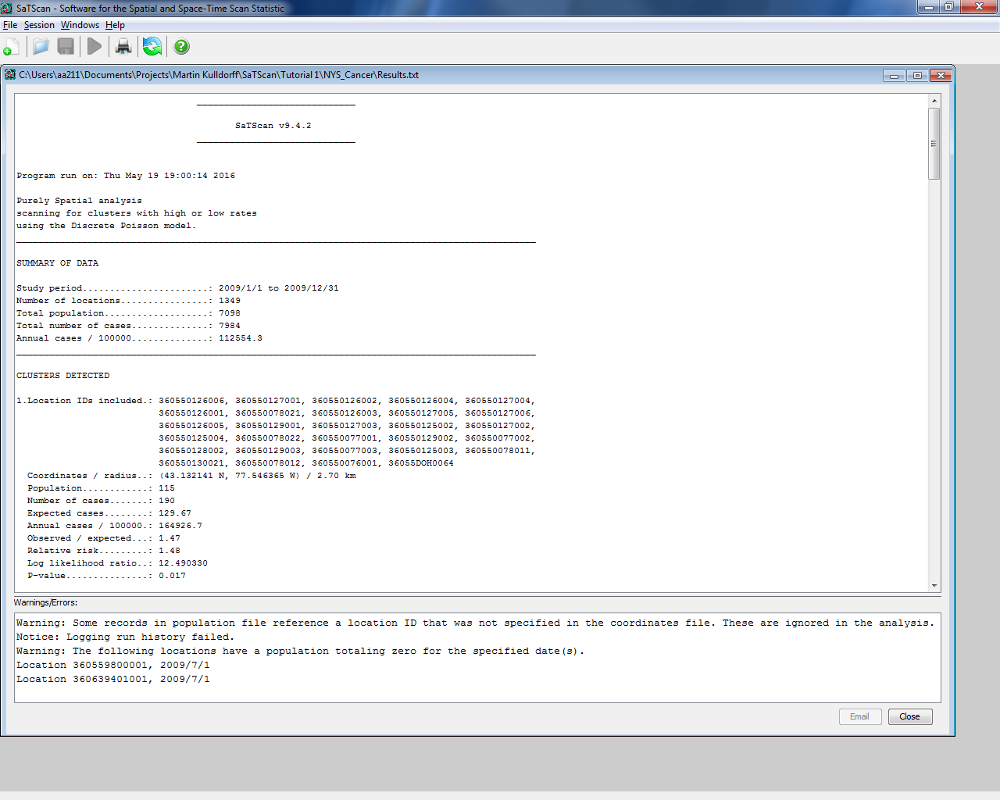 SaTScan - Software for the Spatial and Space-Time Scan Statistic
File Session Windows Help
C:\Users\aa211\Documents\Projects\Martin Kulldorff\SaTScan\Tutorial 1\NYS_Cancer\Results.txt
SaTScan v9.4.2
Program run on: Thu May 19 19:00:14 2016
Purely Spatial analysis
scanning for clusters with high or low rates
using the Discrete Poisson model.
SUMMARY OF DATA
Study period.......................: 2009/1/1 to 2009/12/31
Number of locations................: 1349
Total population...................: 7098
Total number of cases..............: 7984
Annual cases / 100000..............: 112554.3
CLUSTERS DETECTED
1.Location IDs included.: 360550126006, 360550127001, 360550126002, 360550126004, 360550127004,
360550126001, 360550078021, 360550126003, 360550127005, 360550127006,
360550126005, 360550129001, 360550127003, 360550125002, 360550127002,
360550125004, 360550078022, 360550077001, 360550129002, 360550077002,
360550128002, 360550129003, 360550077003, 360550125003, 360550078011,
360550130021, 360550078012, 360550076001, 36055DOH0064
Coordinates / radius..: (43.132141 N, 77.546365 W) / 2.70 km
Population............: 115
Number of cases.......: 190
Expected cases........: 129.67
Annual cases / 100000.: 164926.7
Observed / expected...: 1.47
Relative risk.........: 1.48
Log likelihood ratio..: 12.490330
P-value...............: 0.017
Warnings/Errors:
Warning: Some records in population file reference a location ID that was not specified in the coordinates file. These are ignored in the analysis.
Notice: Logging run history failed.
Warning: The following locations have a population totaling zero for the specified date(s).
Location 360559800001, 2009/7/1
Location 360639401001, 2009/7/1
Email Close